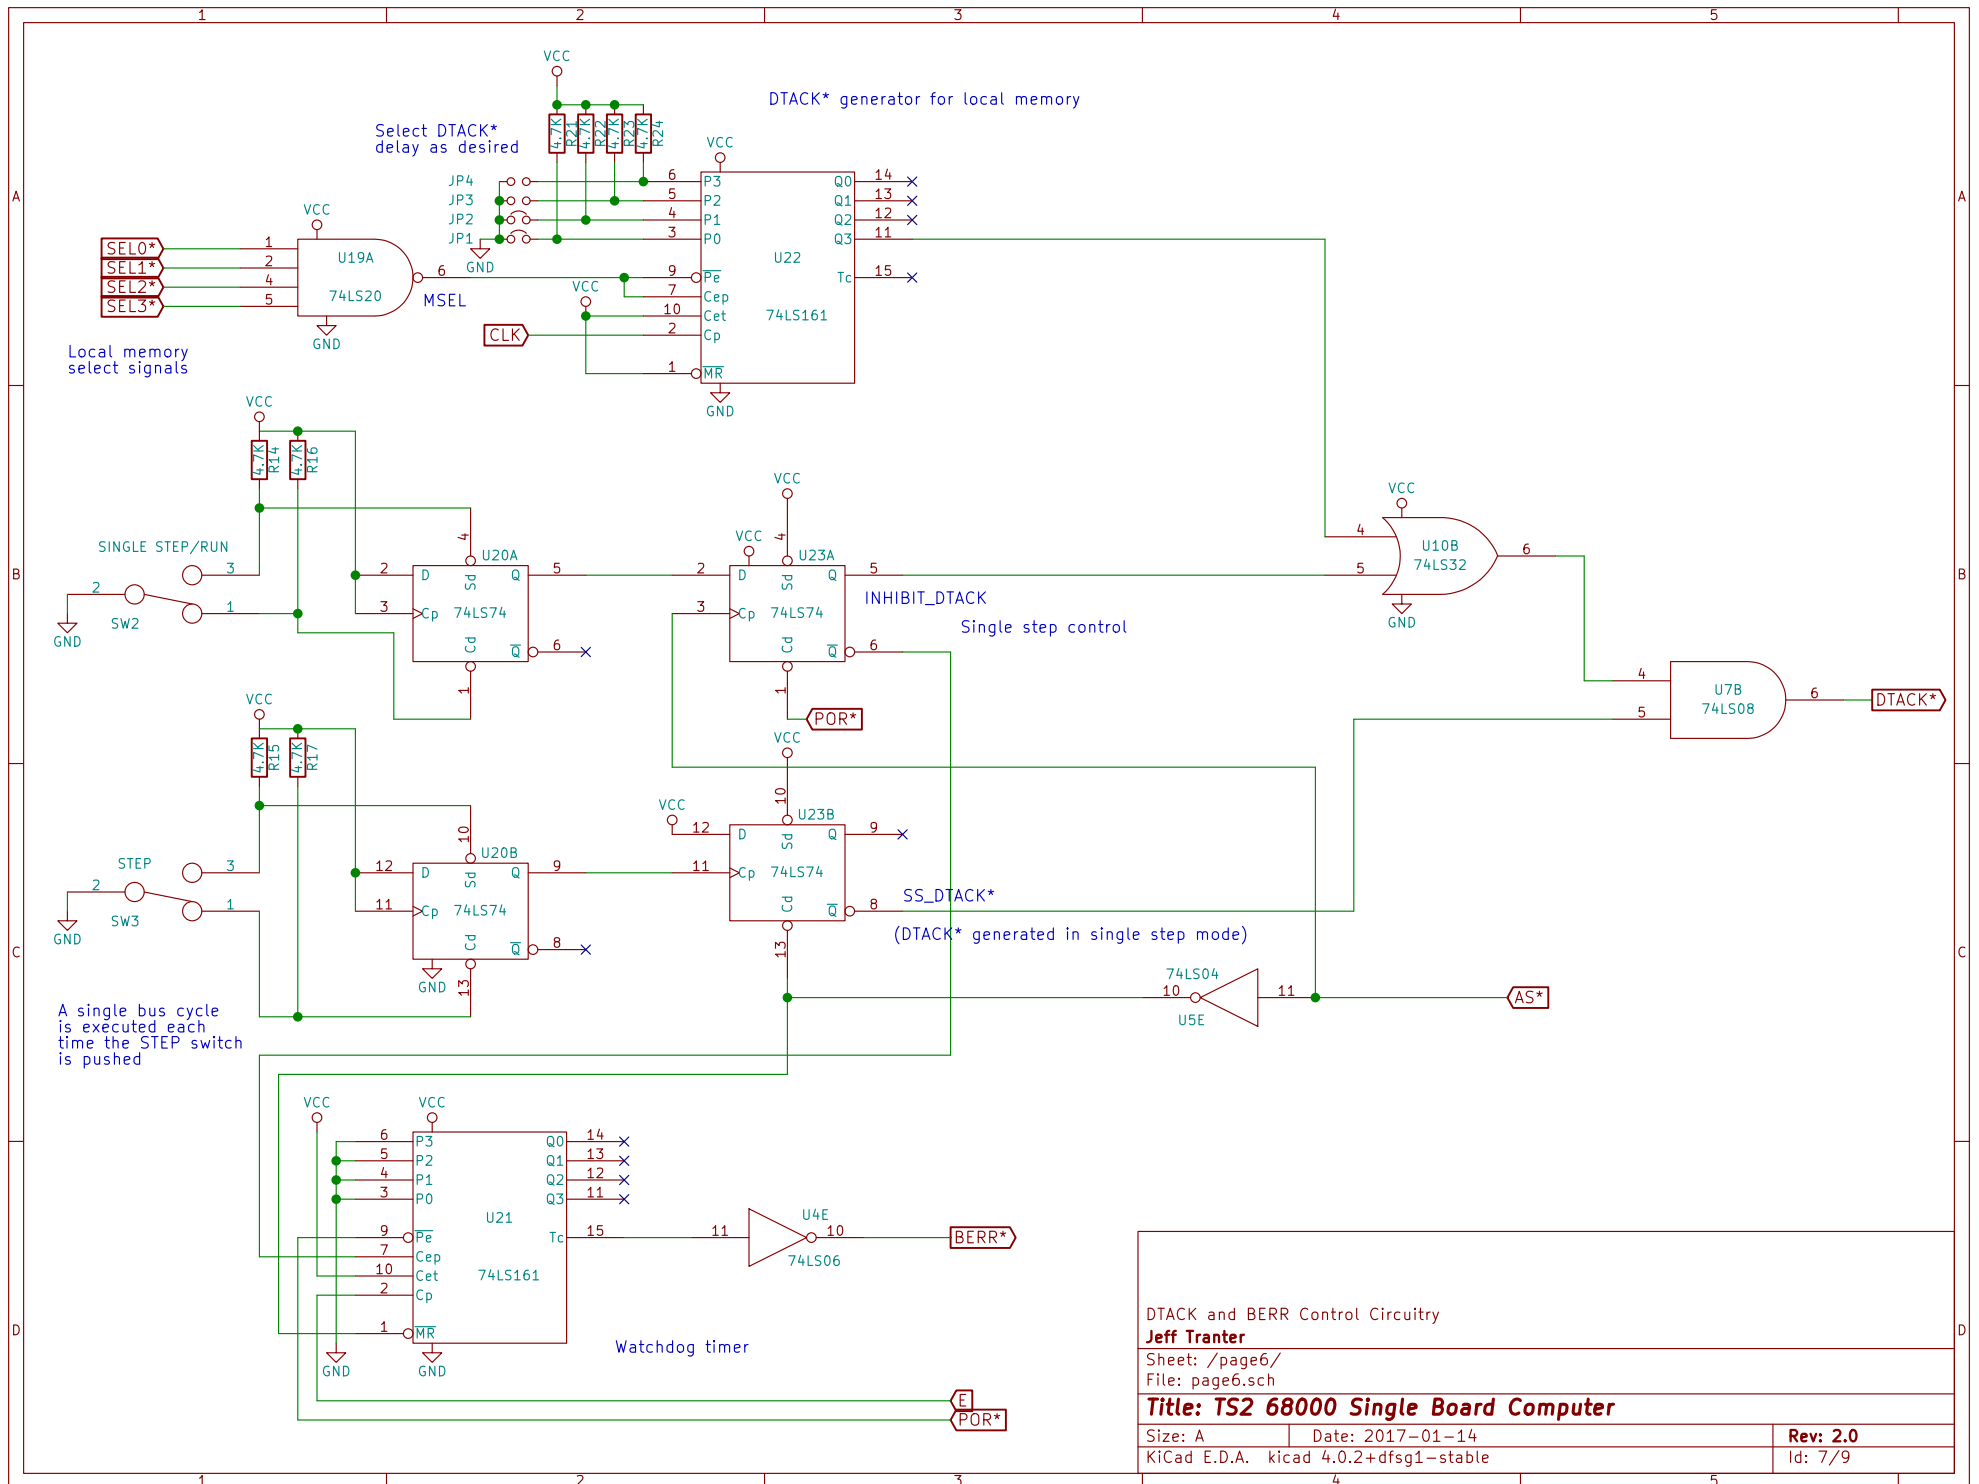 1 2 3 4 5
A
B
C
D
VCC
DTACK* generator for local memory
Select DTACK*
delay as desired
4.7K R21 4.7K R22 4.7K R23 4.7K R24
VCC
JP4
JP3
JP2
JP1
GND
6 P3 Q0 14
5 P2 Q1 13
4 P1 Q2 12
3 P0 Q3 11
U22
9 Pe Tc 15
7 Cep
10 Cet 74LS161
2 Cp
1 MR
GND
VCC
SEL0* 1
SEL1* 2
SEL2* 4
SEL3* 5
U19A
74LS20
6
MSEL
GND
VCC
CLK
Local memory
select signals
VCC
4.7K R14 4.7K R16
SINGLE STEP/RUN
3
2
1
SW2
GND
4
U20A
2 D Sd Q 5
3 Cp 74LS74
Cd Q 6
1
VCC
VCC
4
U23A
2 D Sd Q 5
3 Cp 74LS74
Cd Q 6
1
POR*
INHIBIT_DTACK
Single step control
VCC
4
5
U10B
74LS32
6
GND
4
5
U7B
74LS08
6
DTACK*
VCC
4.7K R15 4.7K R17
STEP
3
2
1
SW3
GND
10
U20B
12 D Sd Q 9
11 Cp 74LS74
Cd Q 8
GND
13
VCC
VCC
10
U23B
12 D Sd Q 9
11 Cp 74LS74
Cd Q 8
13
SS_DTACK*
(DTACK* generated in single step mode)
74LS04
10 11
U5E
AS*
A single bus cycle
is executed each
time the STEP switch
is pushed
VCC VCC
6 P3 Q0 14
5 P2 Q1 13
4 P1 Q2 12
3 P0 Q3 11
U21
9 Pe Tc 15
7 Cep
10 Cet 74LS161
2 Cp
1 MR
GND GND
11 U4E 10
74LS06
BERR*
Watchdog timer
E
POR*
DTACK and BERR Control Circuitry
Jeff Tranter
Sheet: /page6/
File: page6.sch
Title: TS2 68000 Single Board Computer
Size: A Date: 2017-01-14 Rev: 2.0
KiCad E.D.A. kicad 4.0.2+dfsg1-stable Id: 7/9
A
B
C
D
1 2 3 4 5